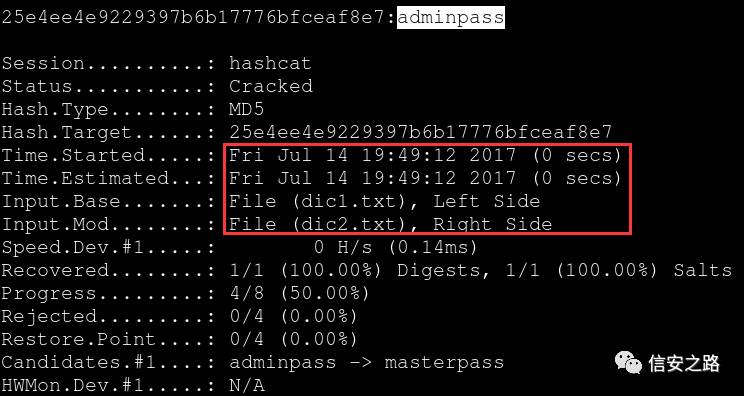 25e4ee4e9229397b6b17776bfceaf8e7:adminpass
Session..........: hashcat
Status...........: Cracked
Hash.Type........: MD5
Hash.Target......: 25e4ee4e9229397b6b17776bfceaf8e7
Time.Started.....: Fri Jul 14 19:49:12 2017 (0 secs)
Time.Estimated...: Fri Jul 14 19:49:12 2017 (0 secs)
Input.Base.......: File (dic1.txt), Left Side
Input.Mod........: File (dic2.txt), Right Side
Speed.Dev.#1.....:        0 H/s (0.14ms)
Recovered........: 1/1 (100.00%) Digests, 1/1 (100.00%) Salts
Progress.........: 4/8 (50.00%)
Rejected.........: 0/4 (0.00%)
Restore.Point....: 0/4 (0.00%)
Candidates.#1....: adminpass -> masterpass
HWMon.Dev.#1.....: N/A
信安之路